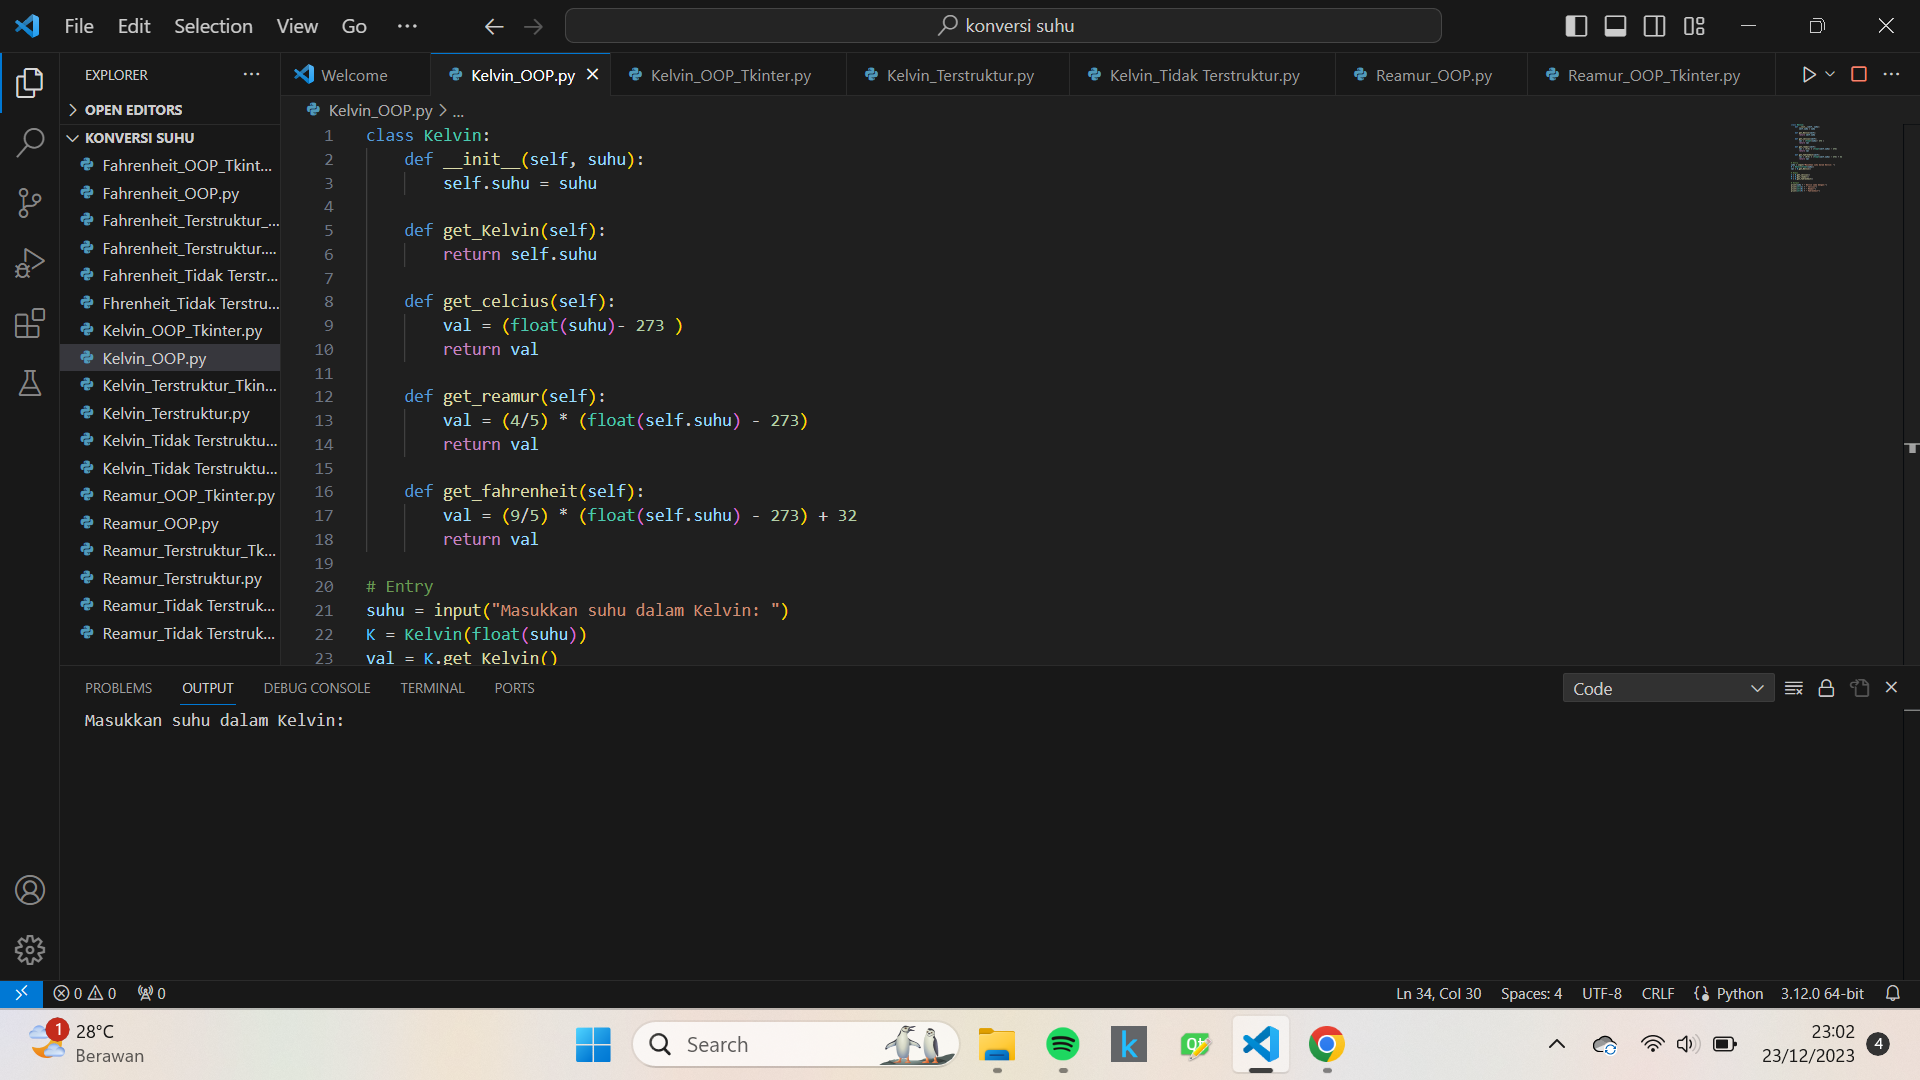 File Edit Selection View Go ···
konversi suhu
EXPLORER ···
OPEN EDITORS
KONVERSI SUHU
Fahrenheit_OOP_Tkint...
Fahrenheit_OOP.py
Fahrenheit_Terstruktur_...
Fahrenheit_Terstruktur....
Fahrenheit_Tidak Terstr...
Fhrenheit_Tidak Terstru...
Kelvin_OOP_Tkinter.py
Kelvin_OOP.py
Kelvin_Terstruktur_Tkin...
Kelvin_Terstruktur.py
Kelvin_Tidak Terstruktu...
Kelvin_Tidak Terstruktu...
Reamur_OOP_Tkinter.py
Reamur_OOP.py
Reamur_Terstruktur_Tk...
Reamur_Terstruktur.py
Reamur_Tidak Terstruk...
Reamur_Tidak Terstruk...
Welcome Kelvin_OOP.py Kelvin_OOP_Tkinter.py Kelvin_Terstruktur.py Kelvin_Tidak Terstruktur.py Reamur_OOP.py Reamur_OOP_Tkinter.py
Kelvin_OOP.py > ...
1 class Kelvin:
2     def __init__(self, suhu):
3         self.suhu = suhu
4
5     def get_Kelvin(self):
6         return self.suhu
7
8     def get_celcius(self):
9         val = (float(suhu)- 273 )
10         return val
11
12     def get_reamur(self):
13         val = (4/5) * (float(self.suhu) - 273)
14         return val
15
16     def get_fahrenheit(self):
17         val = (9/5) * (float(self.suhu) - 273) + 32
18         return val
19
20 # Entry
21 suhu = input("Masukkan suhu dalam Kelvin: ")
22 K = Kelvin(float(suhu))
23 val = K.get_Kelvin()
PROBLEMS OUTPUT DEBUG CONSOLE TERMINAL PORTS
Code
Masukkan suhu dalam Kelvin:
0 0 0
Ln 34, Col 30 Spaces: 4 UTF-8 CRLF Python 3.12.0 64-bit
1
28°C
Berawan
Search
k
Qt
23:02
23/12/2023
4